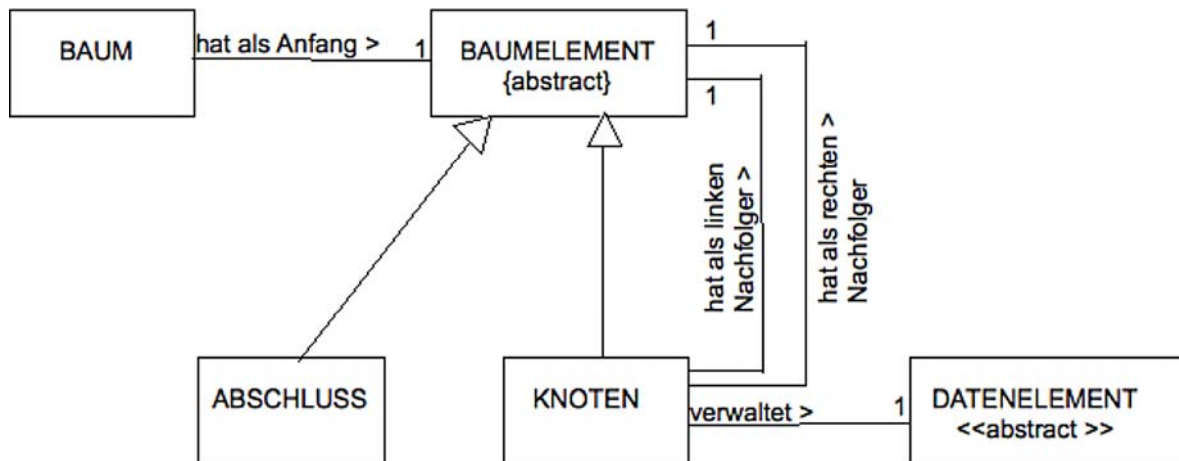 BAUM
hat als Anfang >
1
BAUMELEMENT
{abstract}
1
1
hat als linken
Nachfolger >
hat als rechten >
Nachfolger
ABSCHLUSS
KNOTEN
verwaltet >
1
DATENELEMENT
<<abstract >>